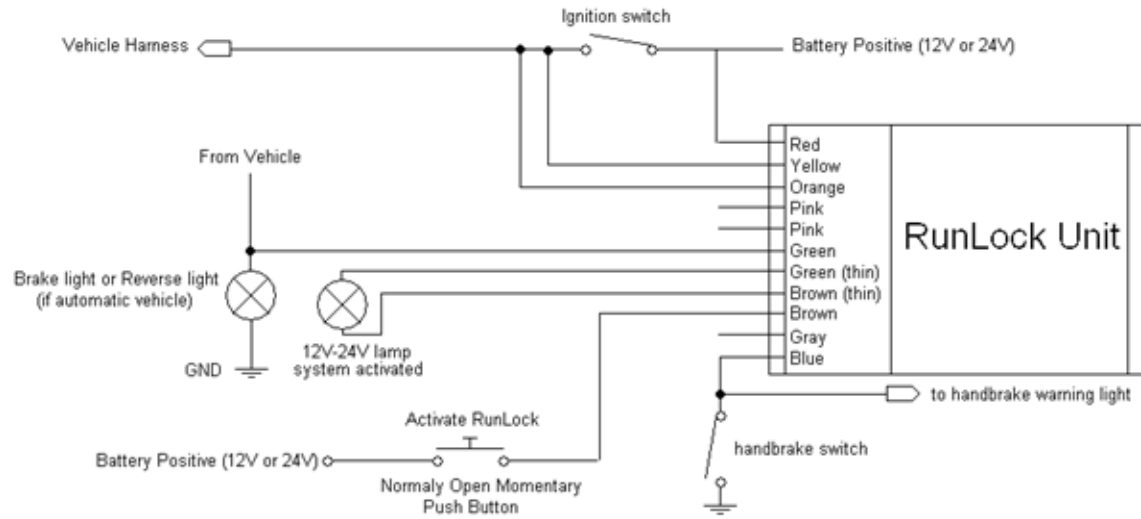 Ignition switch
Vehicle Harness
Battery Positive (12V or 24V)
From Vehicle
Red
Yellow
Orange
Pink
Pink
Green
Green (thin)
Brown (thin)
Brown
Gray
Blue
RunLock Unit
Brake light or Reverse light
(if automatic vehicle)
GND
12V-24V lamp
system activated
to handbrake warning light
Activate RunLock
handbrake switch
Battery Positive (12V or 24V)
Normaly Open Momentary
Push Button